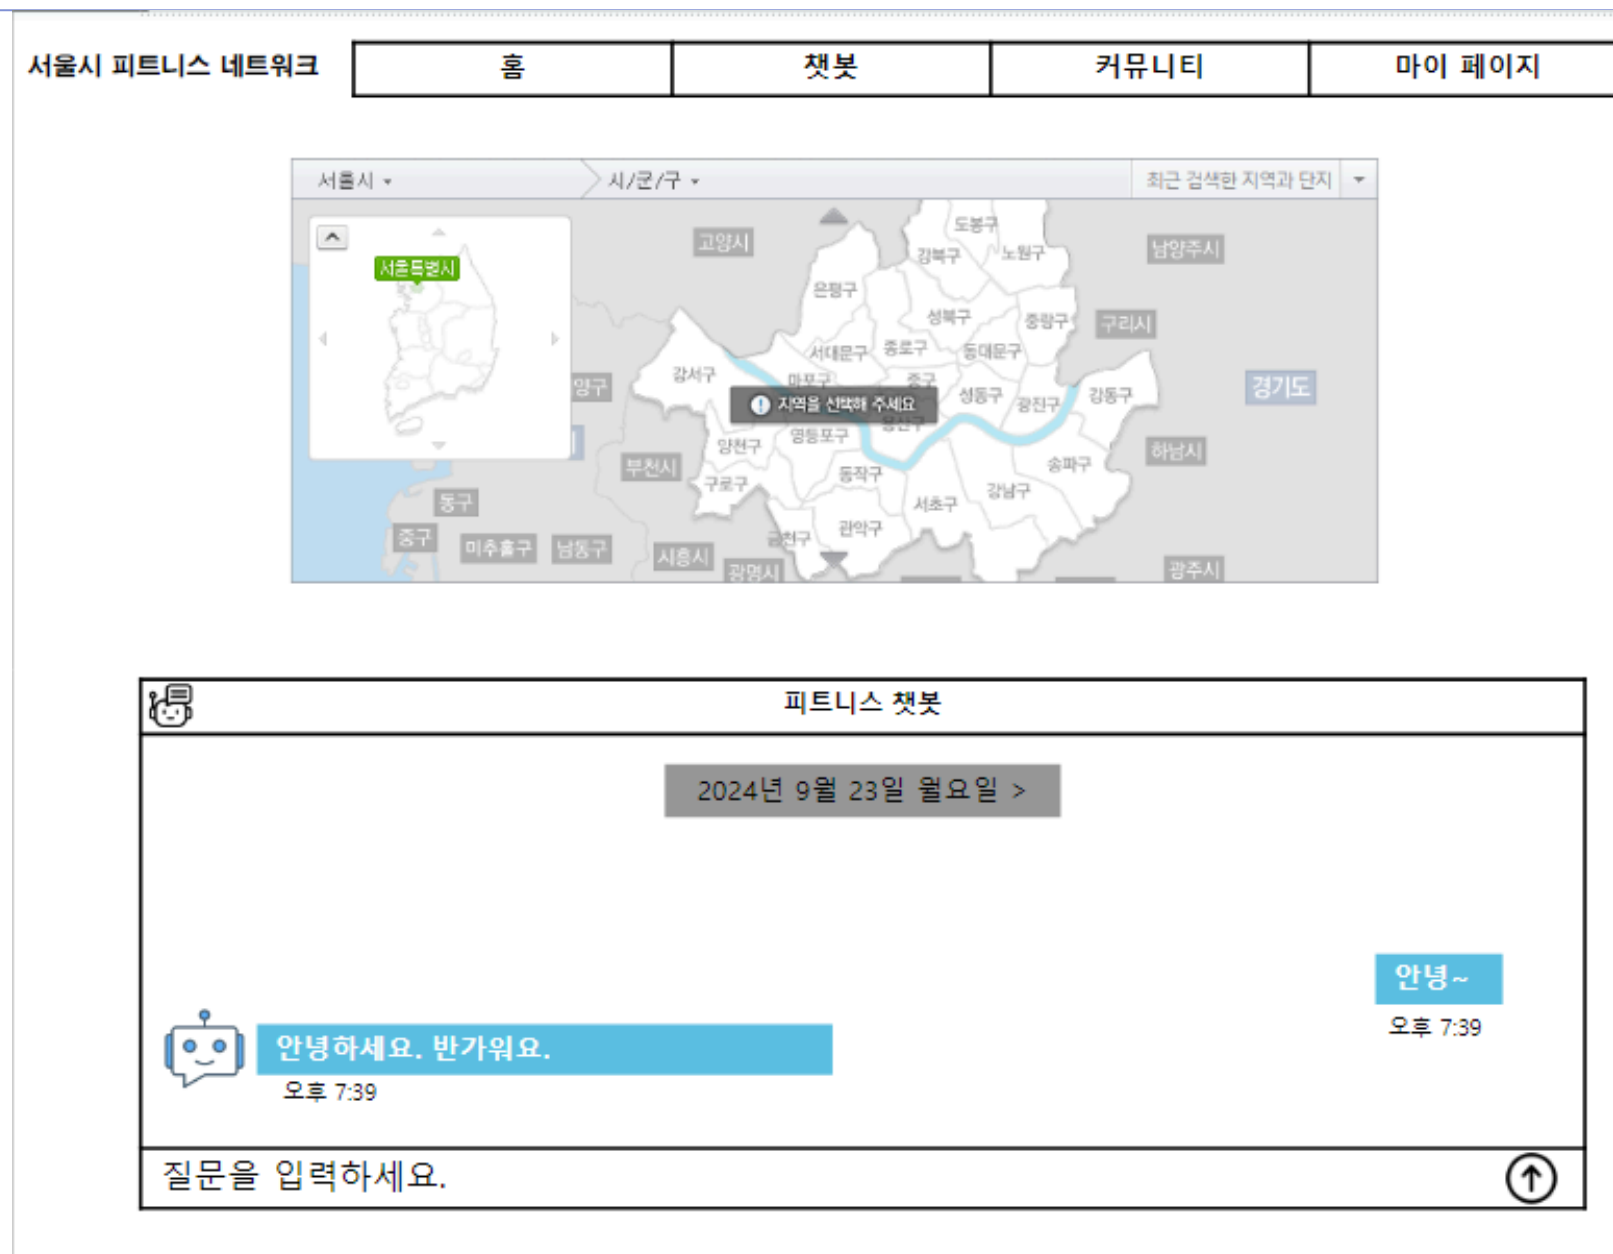 서울시 피트니스 네트워크
홈
챗봇
커뮤니티
마이 페이지
서울시
시/군/구
최근 검색한 지역과 단지
서울특별시
고양시
도봉구
강북구
노원구
남양주시
은평구
성북구
중랑구
구리시
서대문구
종로구
동대문구
강서구
마포구
중구
성동구
광진구
강동구
경기도
양구
지역을 선택해 주세요
용산구
양천구
영등포구
부천시
구로구
동작구
서초구
강남구
송파구
하남시
동구
중구
미추홀구
남동구
시흥시
금천구
관악구
광명시
광주시
피트니스 챗봇
2024년 9월 23일 월요일 >
안녕~
오후 7:39
안녕하세요. 반가워요.
오후 7:39
질문을 입력하세요.